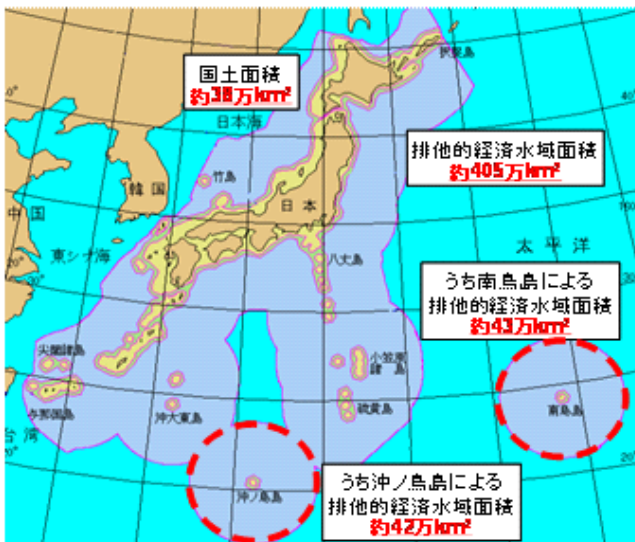 国土面積
約38万km²
択捉島
日本海
40°
排他的経済水域面積
約405万km²
竹島
韓国
日本
中国
東シナ海
太平洋
八丈島
うち南鳥島による
排他的経済水域面積
約43万km²
尖閣諸島
小笠原
諸島
与那国島
沖大東島
硫黄島
南鳥島
台湾
20°
20°
沖ノ鳥島
うち沖ノ鳥島による
排他的経済水域面積
約42万km²